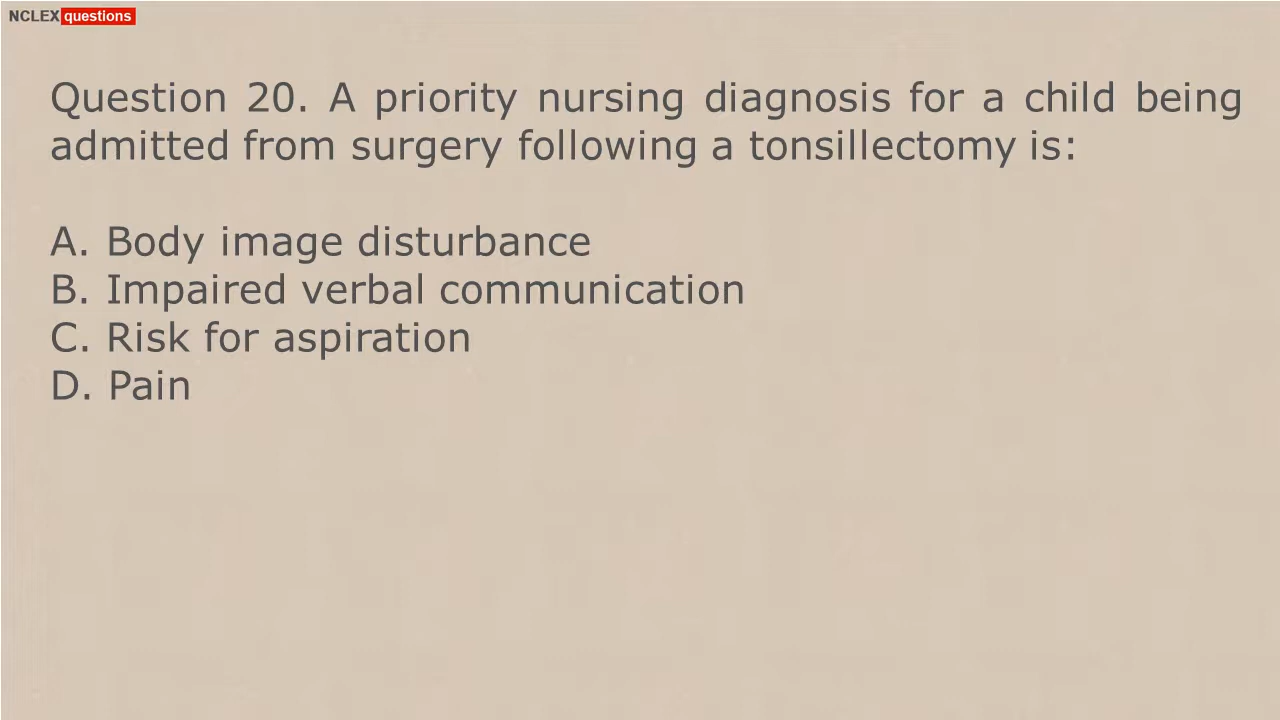 NCLEX questions
Question 20. A priority nursing diagnosis for a child being
admitted from surgery following a tonsillectomy is:
A. Body image disturbance
B. Impaired verbal communication
C. Risk for aspiration
D. Pain